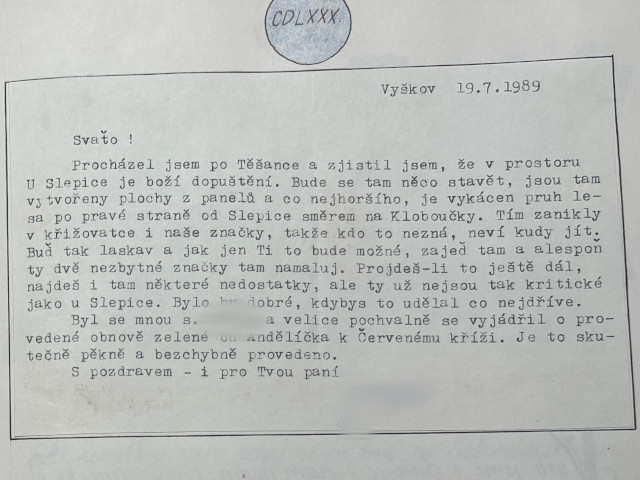 CDLXXX.
Vyškov 19.7.1989
Svaťo !
Procházel jsem po Těšance a zjistil jsem, že v prostoru
U Slepice je boží dopuštění. Bude se tam něco stavět, jsou tam
vytvořeny plochy z panelů a co nejhoršího, je vykácen pruh le-
sa po pravé straně od Slepice směrem na Kloboučky. Tím zanikly
v křižovatce i naše značky, takže kdo to nezná, neví kudy jít.
Buď tak laskav a jak jen Ti to bude možné, zajeď tam a alespoň
ty dvě nezbytné značky tam namaluj. Projdeš-li to ještě dál,
najdeš i tam některé nedostatky, ale ty už nejsou tak kritické
jako u Slepice. Bylo by dobré, kdybys to udělal co nejdříve.
Byl se mnou s. a velice pochvalně se vyjádřil o pro-
vedené obnově zelené od Andělíčka k Červenému kříži. Je to sku-
tečně pěkně a bezchybně provedeno.
S pozdravem - i pro Tvou paní